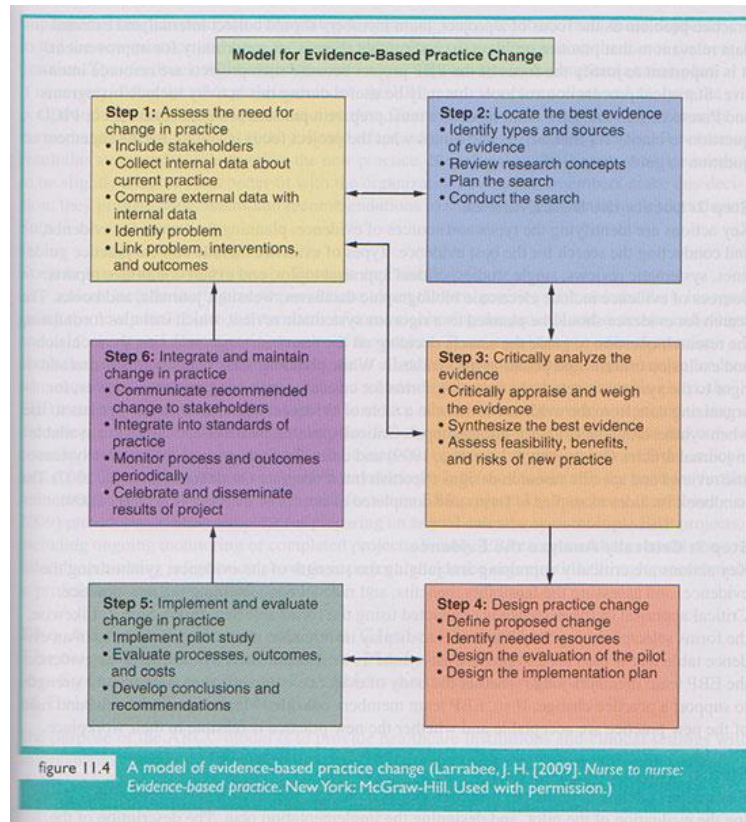 Model for Evidence-Based Practice Change
Step 1: Assess the need for
change in practice
• Include stakeholders
• Collect internal data about
current practice
• Compare external data with
internal data
• Identify problem
• Link problem, interventions,
and outcomes
Step 2: Locate the best evidence
• Identify types and sources
of evidence
• Review research concepts
• Plan the search
• Conduct the search
Step 3: Critically analyze the
evidence
• Critically appraise and weigh
the evidence
• Synthesize the best evidence
• Assess feasibility, benefits,
and risks of new practice
Step 4: Design practice change
• Define proposed change
• Identify needed resources
• Design the evaluation of the pilot
• Design the implementation plan
Step 5: Implement and evaluate
change in practice
• Implement pilot study
• Evaluate processes, outcomes,
and costs
• Develop conclusions and
recommendations
Step 6: Integrate and maintain
change in practice
• Communicate recommended
change to stakeholders
• Integrate into standards of
practice
• Monitor process and outcomes
periodically
• Celebrate and disseminate
results of project
figure 11.4 A model of evidence-based practice change (Larrabee, J. H. [2009]. Nurse to nurse:
Evidence-based practice. New York: McGraw-Hill. Used with permission.)